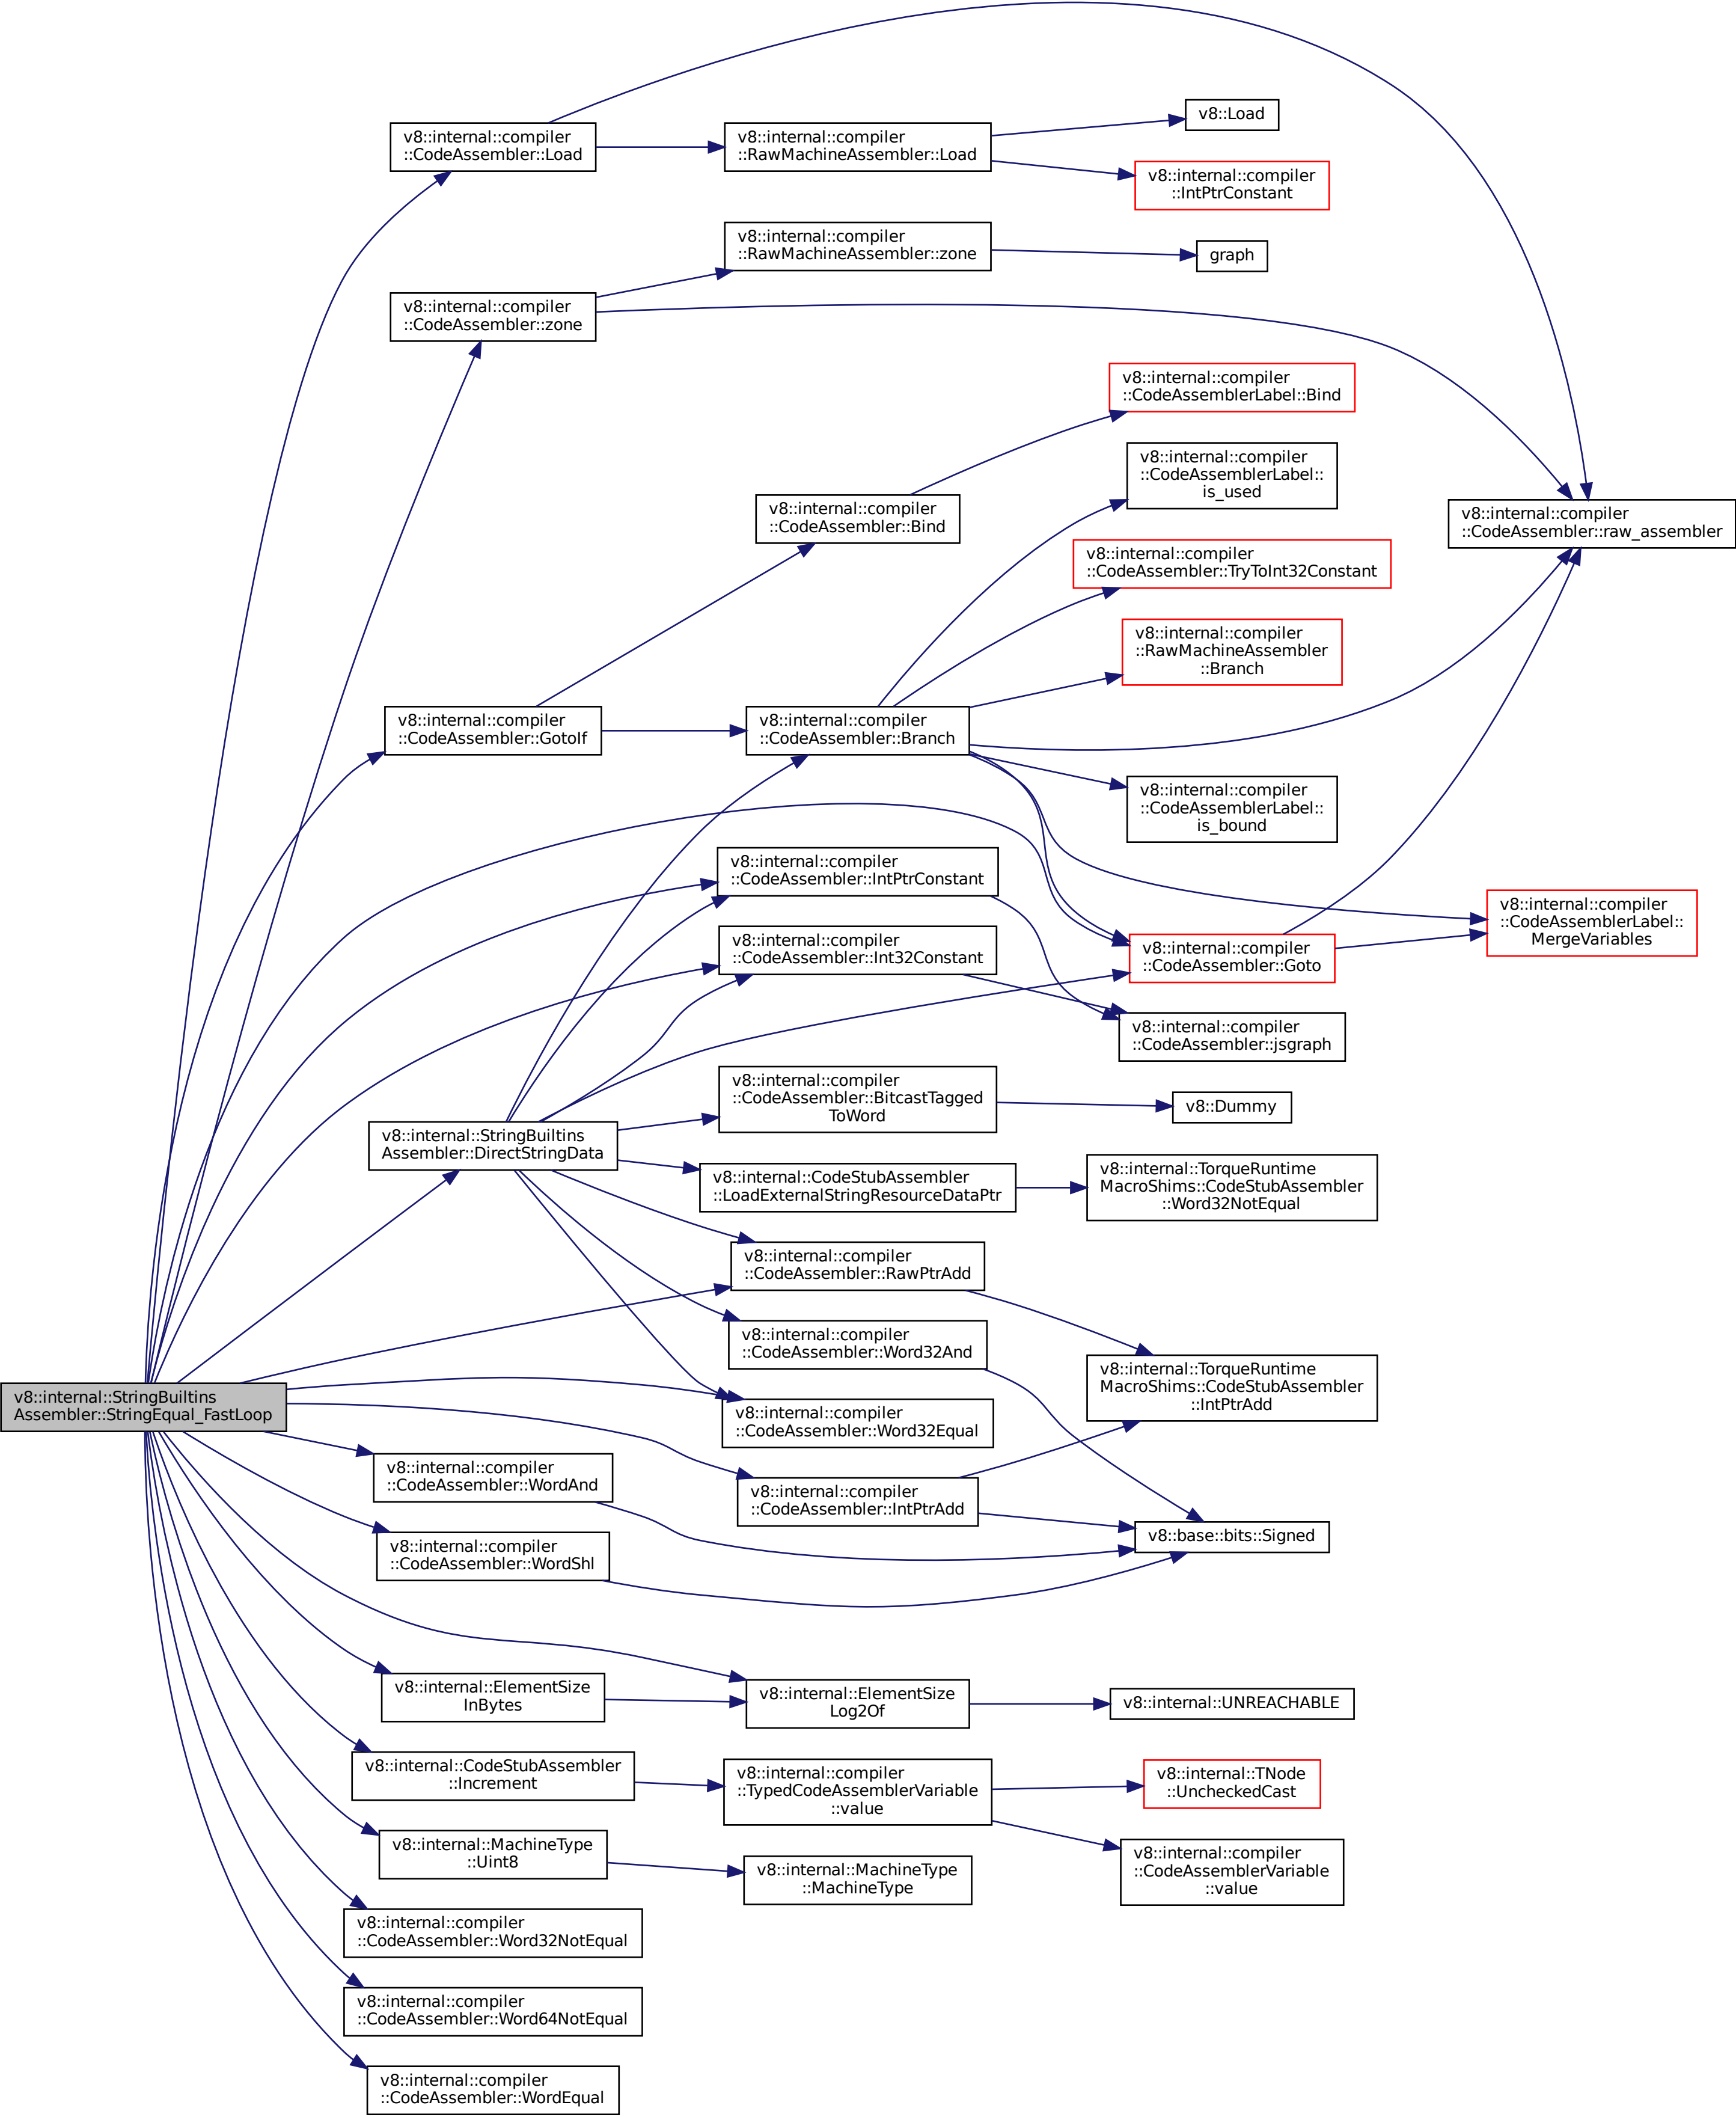 v8::Load
v8::internal::compiler
::CodeAssembler::Load
v8::internal::compiler
::RawMachineAssembler::Load
v8::internal::compiler
::IntPtrConstant
v8::internal::compiler
::RawMachineAssembler::zone
graph
v8::internal::compiler
::CodeAssembler::zone
v8::internal::compiler
::CodeAssemblerLabel::Bind
v8::internal::compiler
::CodeAssemblerLabel::
is_used
v8::internal::compiler
::CodeAssembler::Bind
v8::internal::compiler
::CodeAssembler::raw_assembler
v8::internal::compiler
::CodeAssembler::TryToInt32Constant
v8::internal::compiler
::RawMachineAssembler
::Branch
v8::internal::compiler
::CodeAssembler::GotoIf
v8::internal::compiler
::CodeAssembler::Branch
v8::internal::compiler
::CodeAssemblerLabel::
is_bound
v8::internal::compiler
::CodeAssembler::IntPtrConstant
v8::internal::compiler
::CodeAssemblerLabel::
MergeVariables
v8::internal::compiler
::CodeAssembler::Int32Constant
v8::internal::compiler
::CodeAssembler::Goto
v8::internal::compiler
::CodeAssembler::jsgraph
v8::internal::compiler
::CodeAssembler::BitcastTagged
ToWord
v8::Dummy
v8::internal::StringBuiltins
Assembler::DirectStringData
v8::internal::CodeStubAssembler
::LoadExternalStringResourceDataPtr
v8::internal::TorqueRuntime
MacroShims::CodeStubAssembler
::Word32NotEqual
v8::internal::compiler
::CodeAssembler::RawPtrAdd
v8::internal::compiler
::CodeAssembler::Word32And
v8::internal::TorqueRuntime
MacroShims::CodeStubAssembler
::IntPtrAdd
v8::internal::StringBuiltins
Assembler::StringEqual_FastLoop
v8::internal::compiler
::CodeAssembler::Word32Equal
v8::internal::compiler
::CodeAssembler::WordAnd
v8::internal::compiler
::CodeAssembler::IntPtrAdd
v8::base::bits::Signed
v8::internal::compiler
::CodeAssembler::WordShl
v8::internal::ElementSize
InBytes
v8::internal::ElementSize
Log2Of
v8::internal::UNREACHABLE
v8::internal::CodeStubAssembler
::Increment
v8::internal::compiler
::TypedCodeAssemblerVariable
::value
v8::internal::TNode
::UncheckedCast
v8::internal::MachineType
::Uint8
v8::internal::MachineType
::MachineType
v8::internal::compiler
::CodeAssemblerVariable
::value
v8::internal::compiler
::CodeAssembler::Word32NotEqual
v8::internal::compiler
::CodeAssembler::Word64NotEqual
v8::internal::compiler
::CodeAssembler::WordEqual